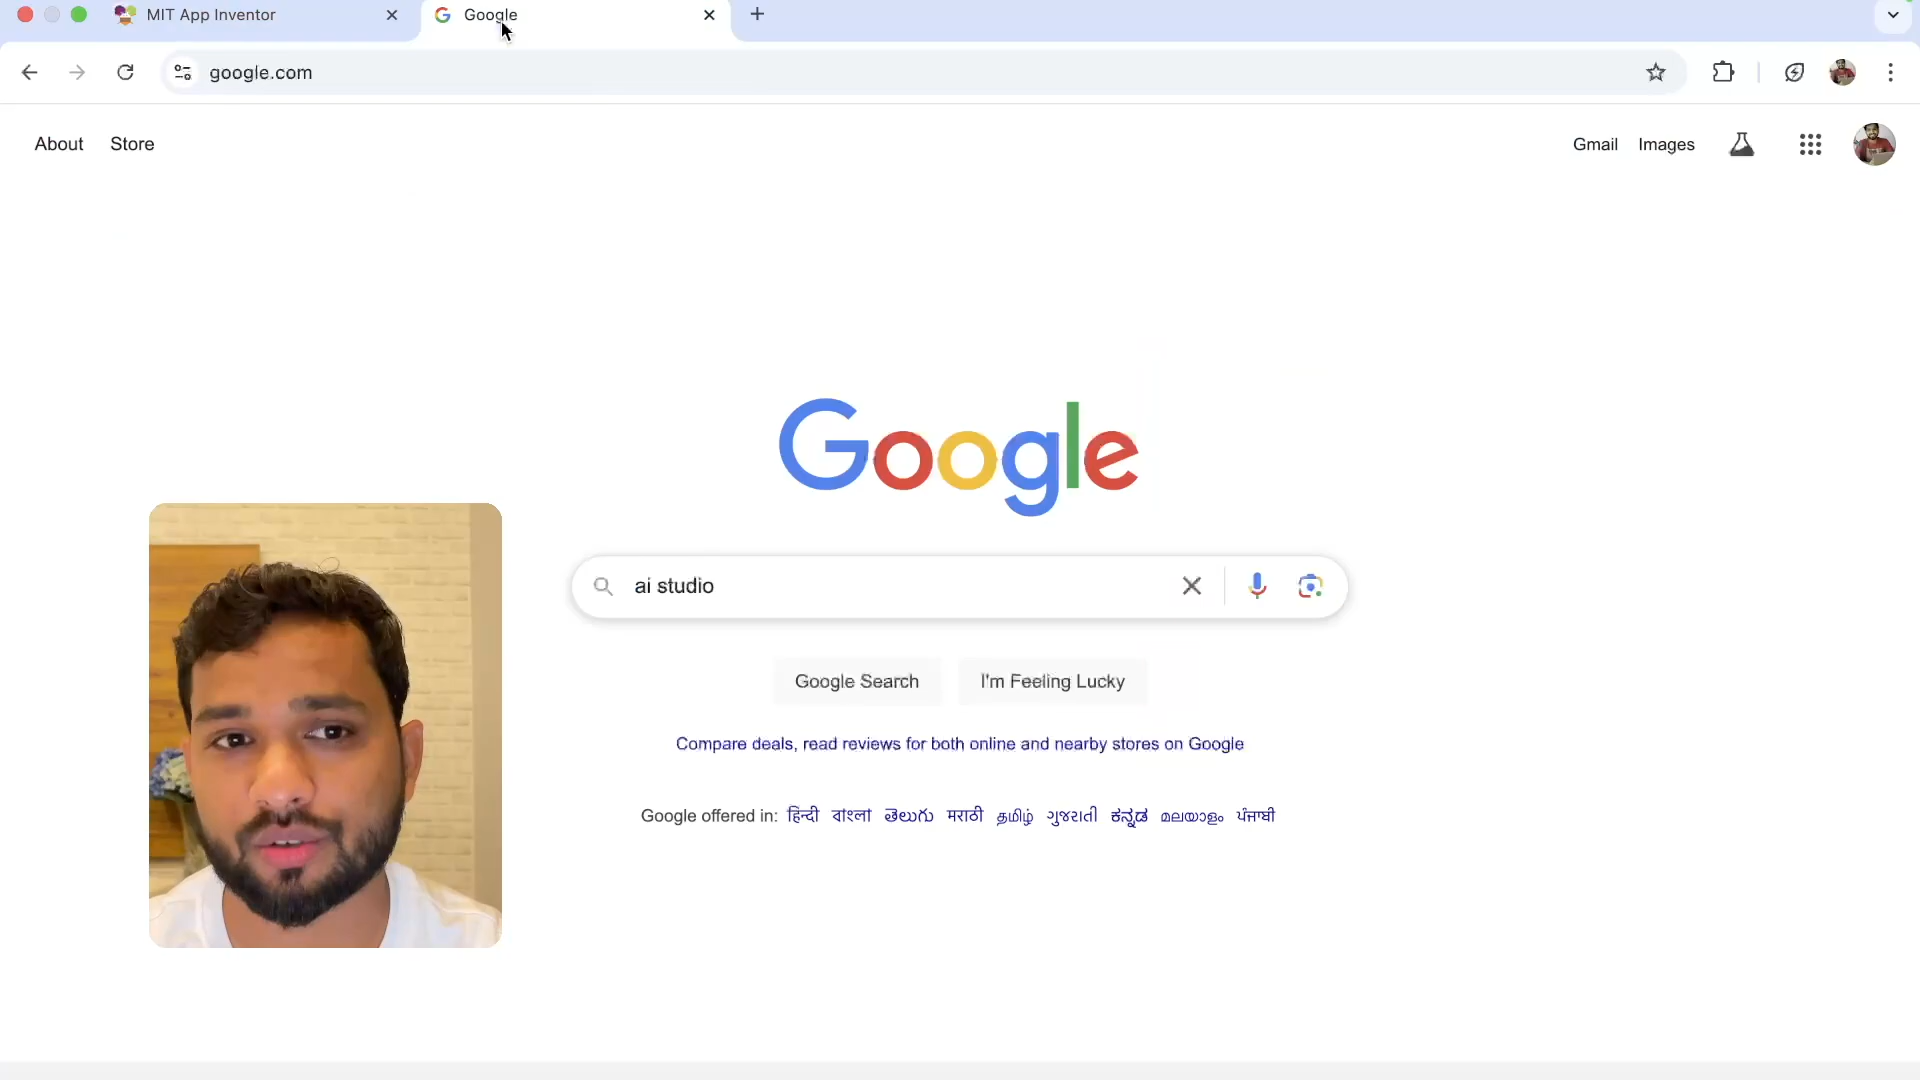 MIT App Inventor
Google
google.com
About Store
Gmail Images
Google
ai studio
Google Search I'm Feeling Lucky
Compare deals, read reviews for both online and nearby stores on Google
Google offered in: हिन्दी বাংলা తెలుగు मराठी தமிழ் ગુજરાતી ಕನ್ನಡ മലയാളം ਪੰਜਾਬੀ